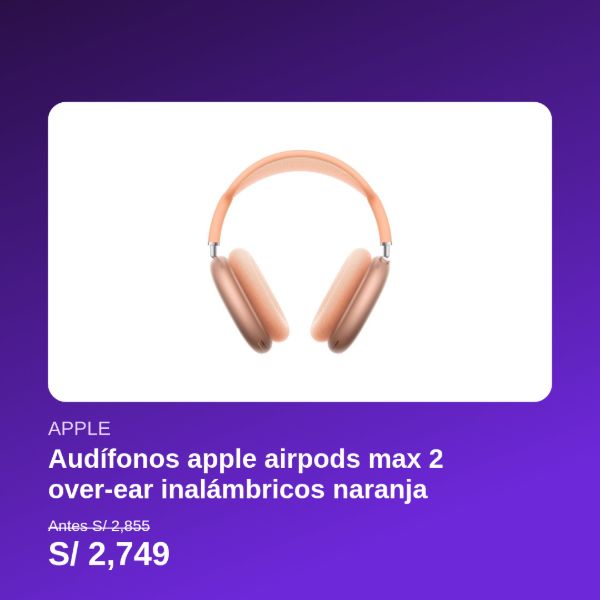 APPLE
Audífonos apple airpods max 2
over-ear inalámbricos naranja
Antes S/ 2,855
S/ 2,749